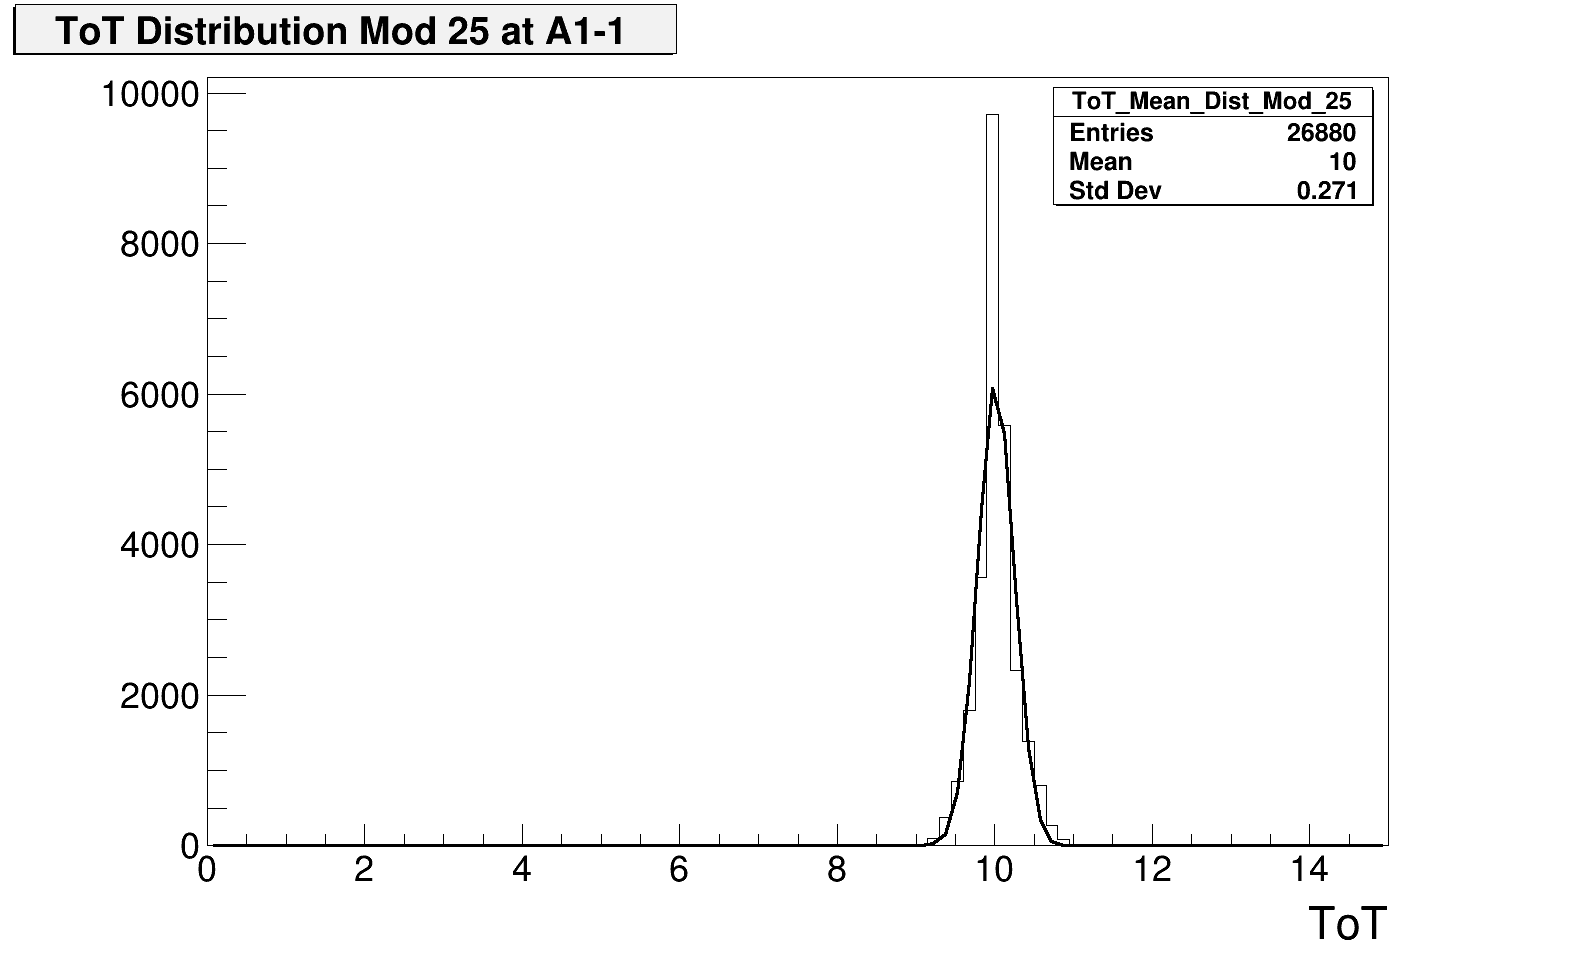 ToT Distribution Mod 25 at A1-1
ToT_Mean_Dist_Mod_25
Entries 26880
Mean 10
Std Dev 0.271
10000
8000
6000
4000
2000
0
0 2 4 6 8 10 12 14
ToT